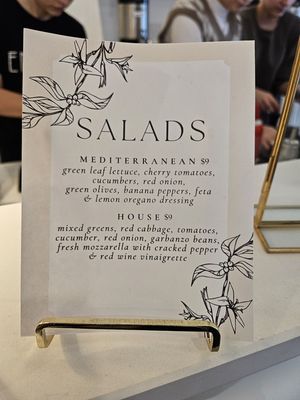 SALADS
MEDITERRANEAN $9
green leaf lettuce, cherry tomatoes,
cucumbers, red onion,
green olives, banana peppers, feta
& lemon oregano dressing
HOUSE $9
mixed greens, red cabbage, tomatoes,
cucumber, red onion, garbanzo beans,
fresh mozzarella with cracked pepper
& red wine vinaigrette